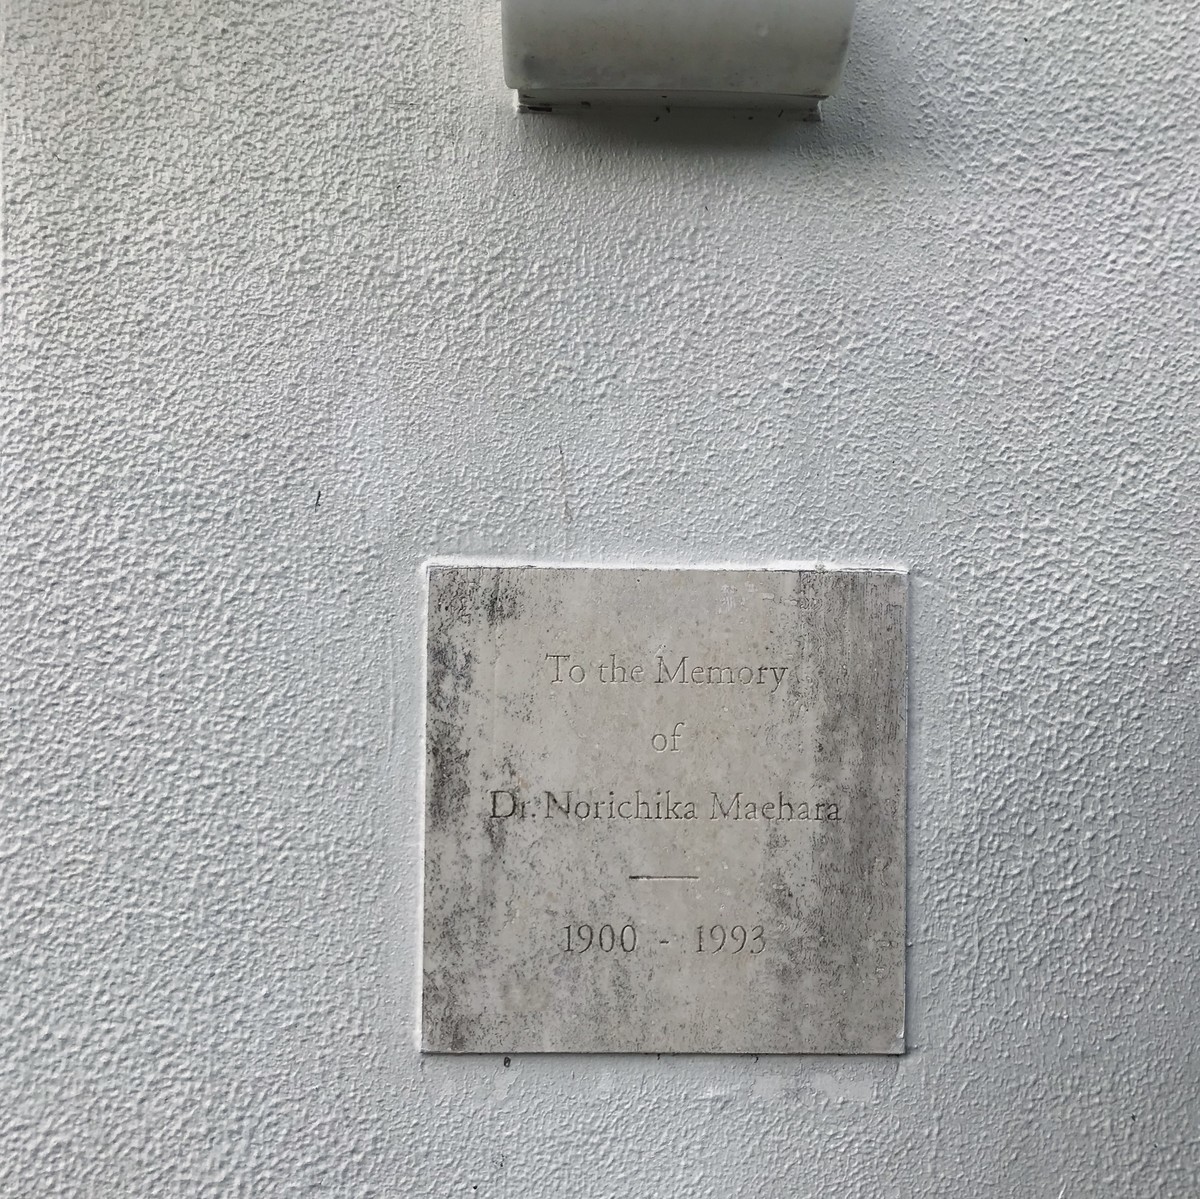 To the Memory
of
Dr. Norichika Maehara
1900 - 1993